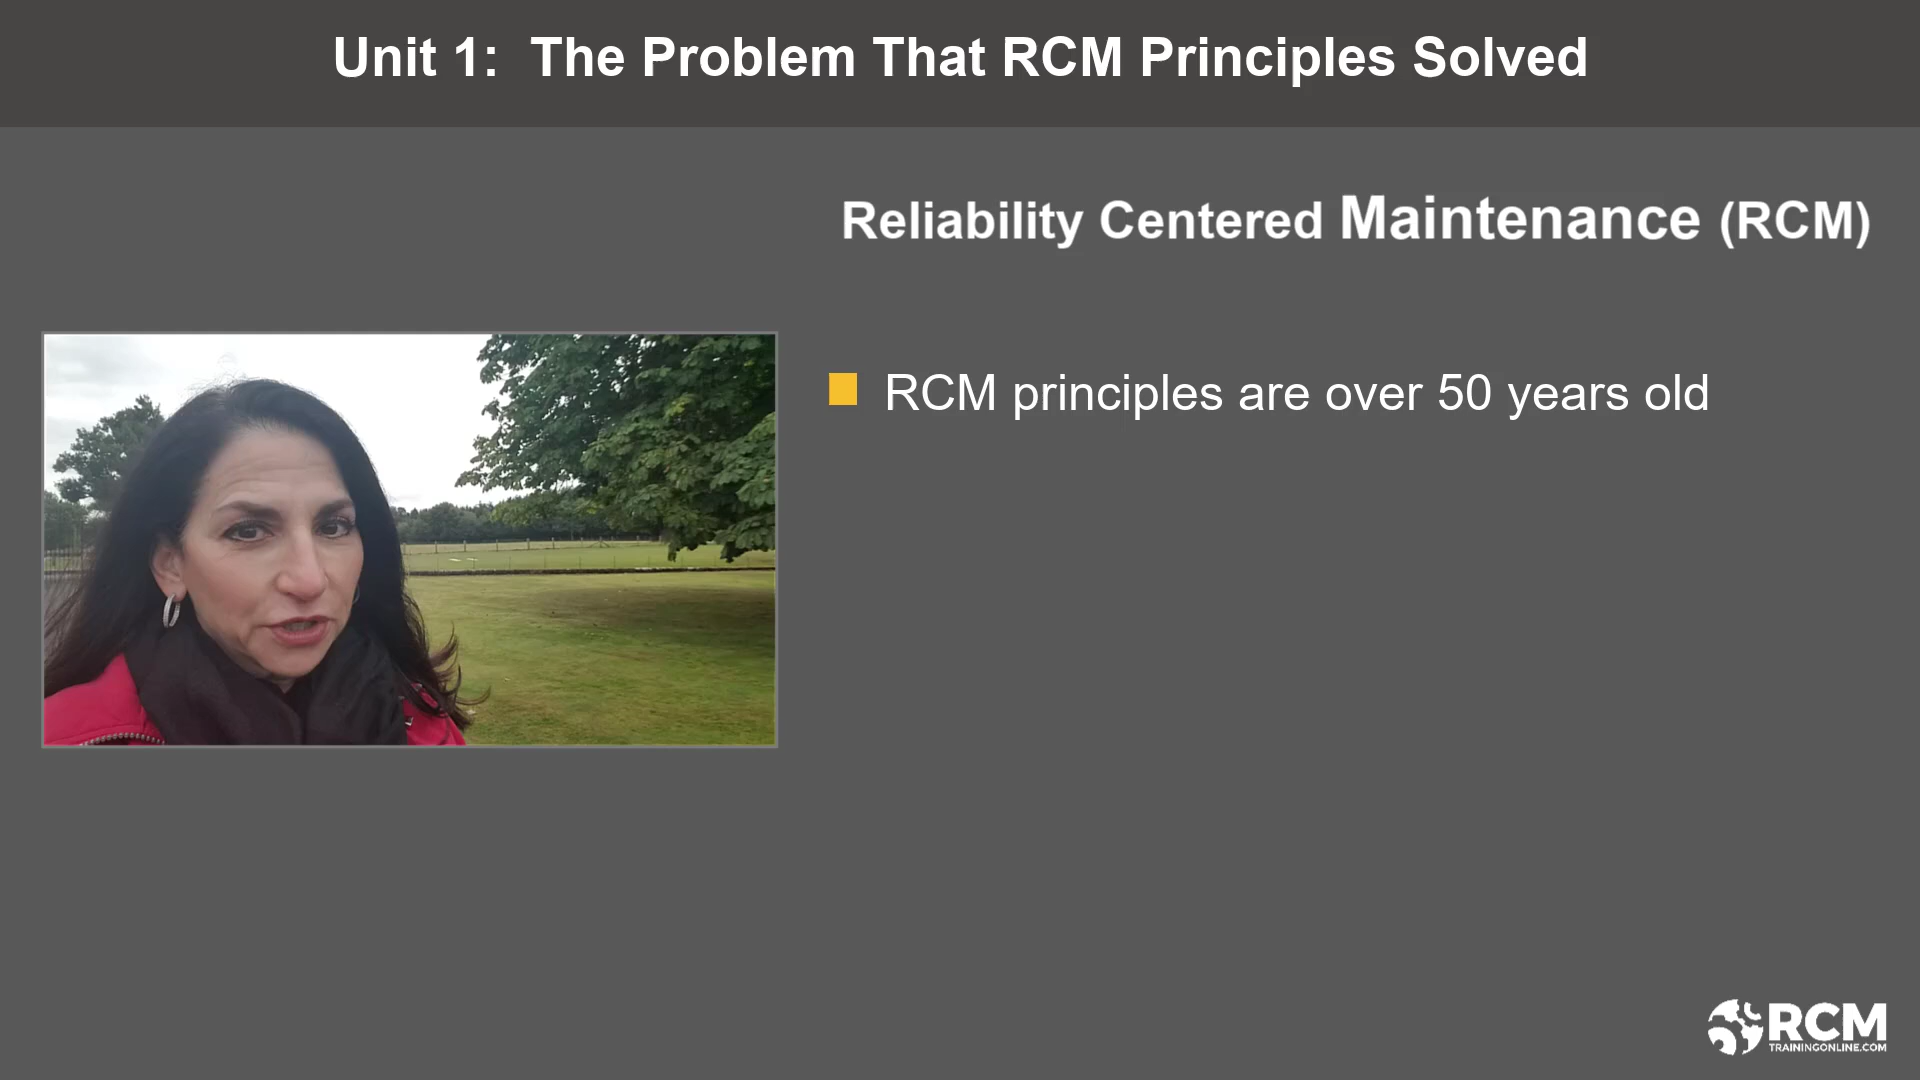 Unit 1:  The Problem That RCM Principles Solved
Reliability Centered Maintenance (RCM)
RCM principles are over 50 years old
RCM
TRAININGONLINE.COM